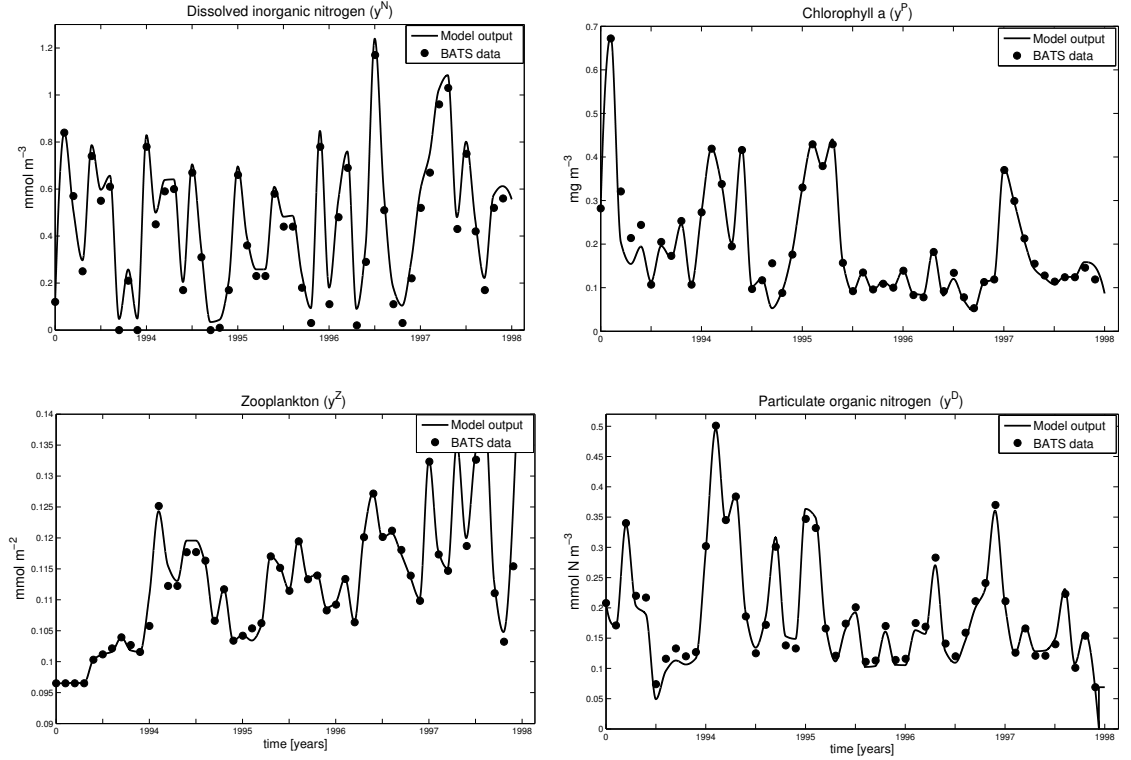 Dissolved inorganic nitrogen (y^N)
Model output
BATS data
1.2
1
0.8
0.6
0.4
0.2
0
mmol m^−3
0 1994 1995 1996 1997 1998
Chlorophyll a (y^P)
Model output
BATS data
0.7
0.6
0.5
0.4
0.3
0.2
0.1
0
mg m^−3
0 1994 1995 1996 1997 1998
Zooplankton (y^Z)
Model output
BATS data
0.14
0.135
0.13
0.125
0.12
0.115
0.11
0.105
0.1
0.095
0.09
mmol m^−2
1994 1995 1996 1997 1998
time [years]
Particulate organic nitrogen (y^D)
Model output
BATS data
0.5
0.45
0.4
0.35
0.3
0.25
0.2
0.15
0.1
0.05
0
mmol N m^−3
0 1994 1995 1996 1997 1998
time [years]